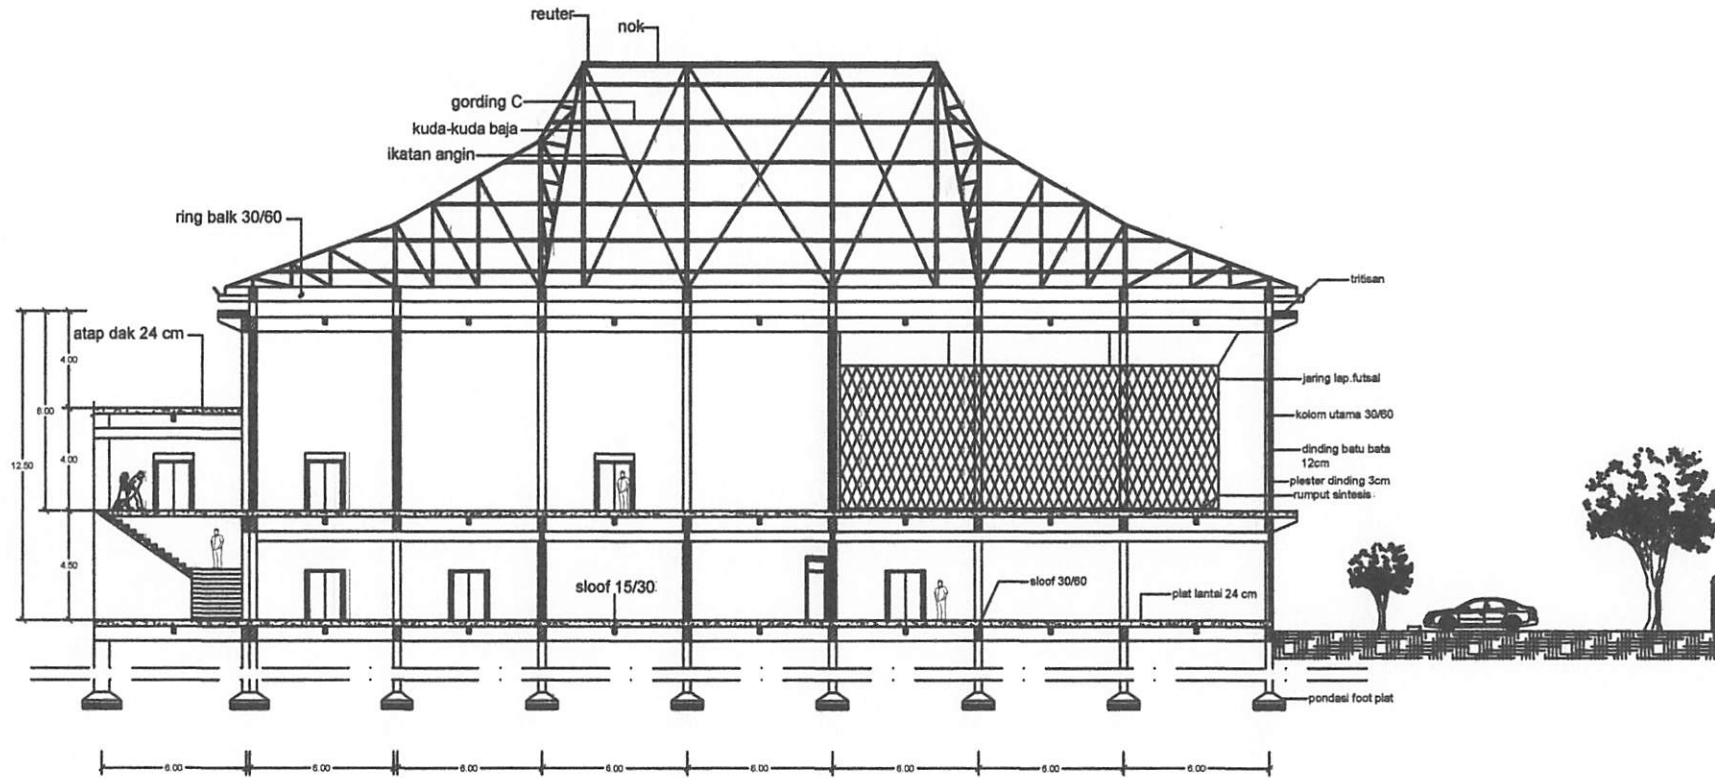 reuter
nok
gording C
kuda-kuda baja
ikatan angin
ring balk 30/60
tritisan
atap dak 24 cm
4.00
jaring lap.futsal
8.00
kolom utama 30/60
12.50
4.00
dinding batu bata
12cm
plester dinding 3cm
rumput sintesis
4.50
sloof 15/30
sloof 30/60
plat lantai 24 cm
pondasi foot plat
6.00 6.00 6.00 6.00 6.00 6.00 6.00 6.00